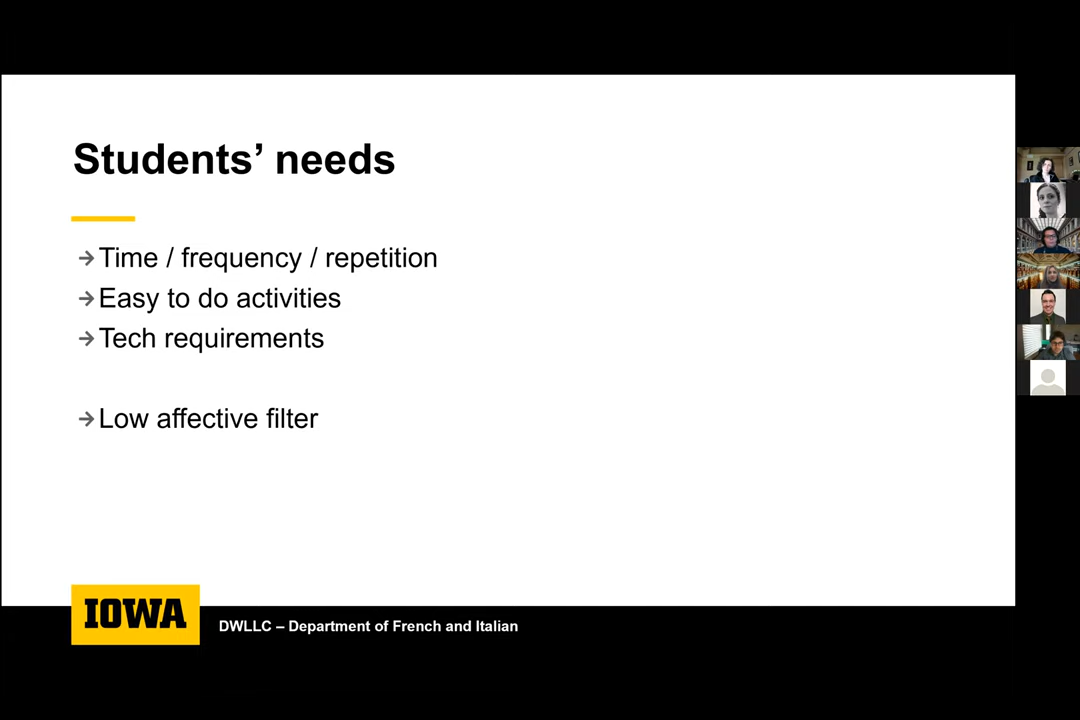 Students’ needs
→Time / frequency / repetition
→Easy to do activities
→Tech requirements
→Low affective filter
IOWA
DWLLC – Department of French and Italian